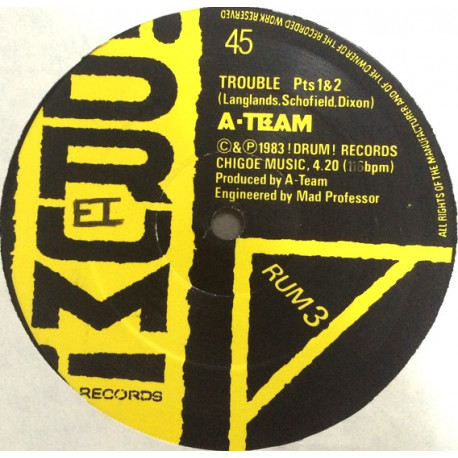 45
TROUBLE Pts 1&2
(Langlands, Schofield, Dixon)
A-TEAM
©&℗ 1983 !DRUM! RECORDS
CHIGOE MUSIC, 4.20 (116bpm)
Produced by A-Team
Engineered by Mad Professor
RUM 3
!DRUM!
RECORDS
EI
ALL RIGHTS OF THE MANUFACTURER AND OF THE OWNER OF THE RECORDED WORK RESERVED